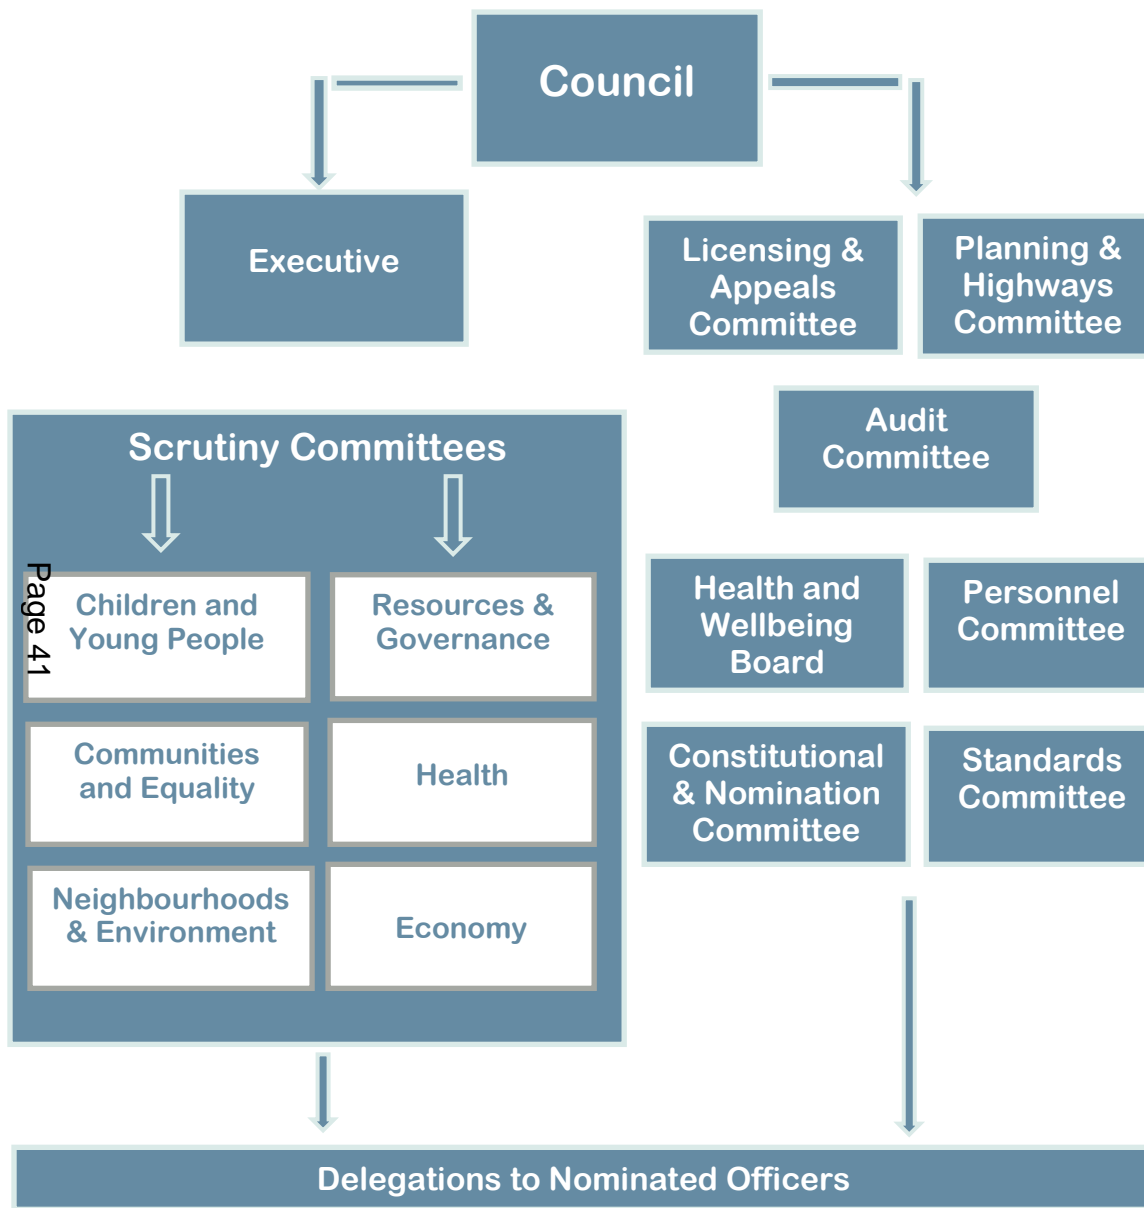 Council
Executive
Licensing &
Appeals
Committee
Planning &
Highways
Committee
Audit
Committee
Scrutiny Committees
Page 41
Children and
Young People
Resources &
Governance
Communities
and Equality
Health
Neighbourhoods
& Environment
Economy
Health and
Wellbeing
Board
Personnel
Committee
Constitutional
& Nomination
Committee
Standards
Committee
Delegations to Nominated Officers